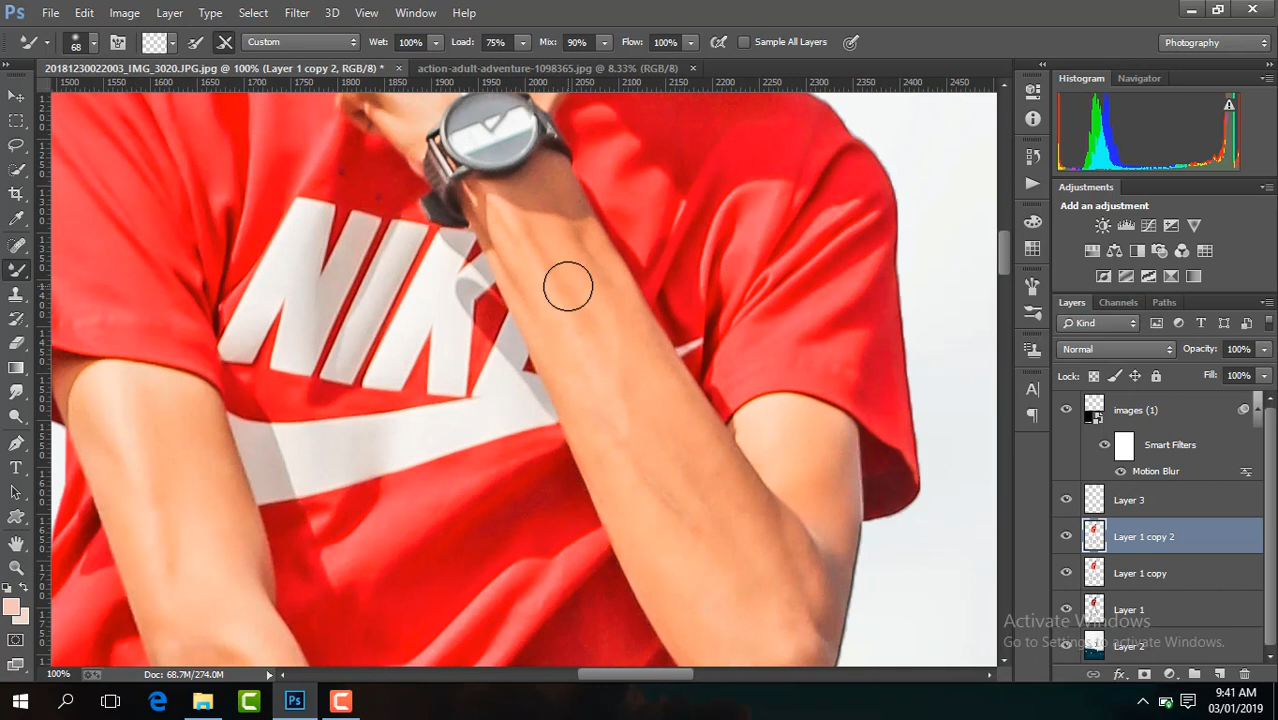 Ps File Edit Image Layer Type Select Filter 3D View Window Help
68 Custom Wet: 100% Load: 75% Mix: 90% Flow: 100% Sample All Layers Photography
20181230022003_IMG_3020.JPG.jpg @ 100% (Layer 1 copy 2, RGB/8) * × action-adult-adventure-1098365.jpg @ 8.33% (RGB/8) ×
1500 1600 1650 1700 1750 1800 1850 1900 1950 2000 2050 2100 2150 2200 2250 2300 2350 2400 2450
Histogram Navigator
Adjustments
Add an adjustment
NIK
Layers Channels Paths
Kind
Normal Opacity: 100%
Lock: Fill: 100%
images (1)
Smart Filters
Motion Blur
Layer 3
Layer 1 copy 2
Layer 1 copy
Layer 1
Layer 2
Activate Windows
Go to Settings to activate Windows.
100% Doc: 68.7M/274.0M
9:41 AM
03/01/2019